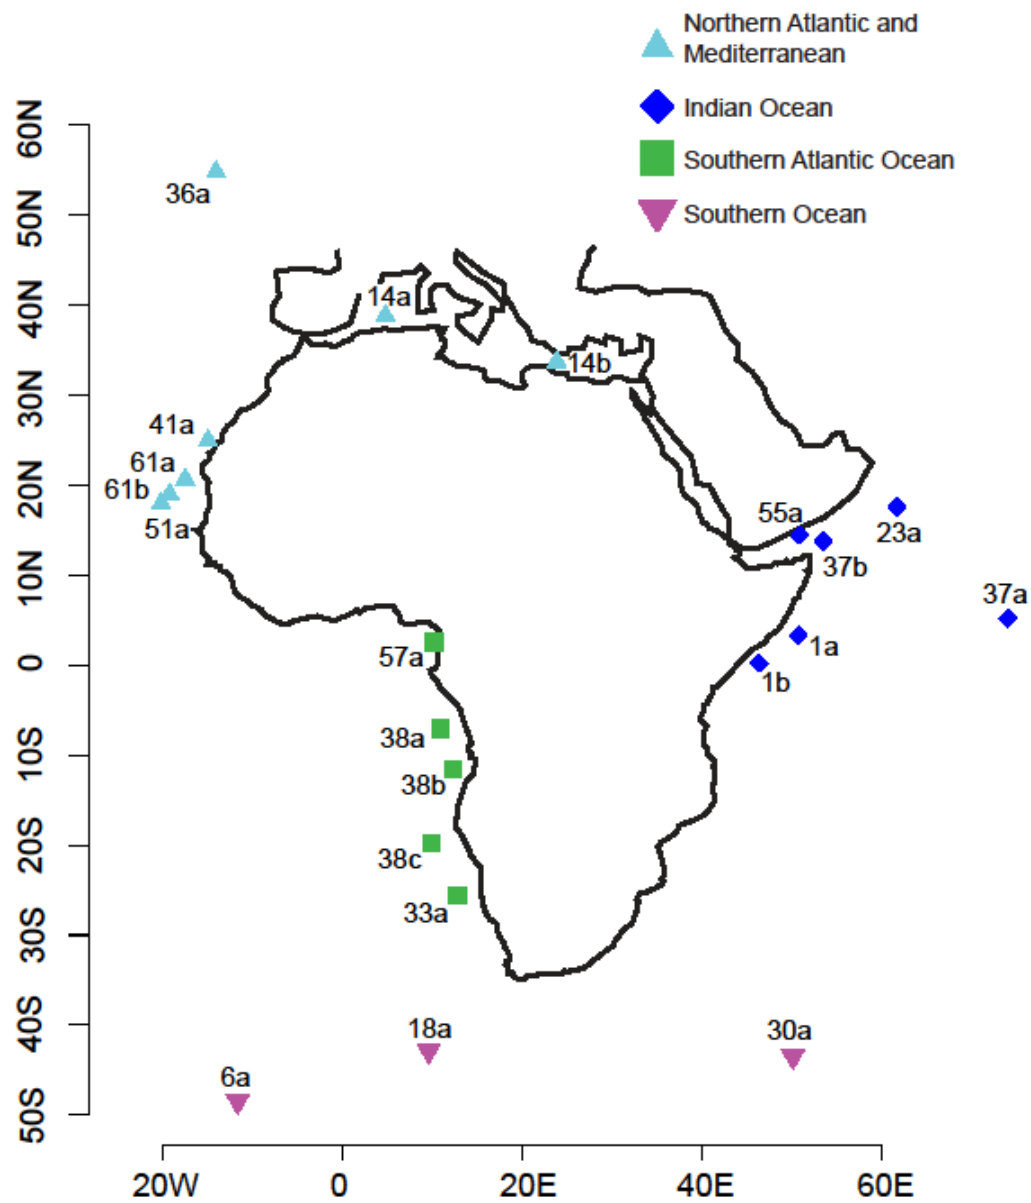 Northern Atlantic and
Mediterranean
Indian Ocean
Southern Atlantic Ocean
Southern Ocean
60N
50N
40N
30N
20N
10N
0
10S
20S
30S
40S
50S
36a
14a
14b
41a
61a
61b
51a
55a
23a
37b
37a
1a
1b
57a
38a
38b
38c
33a
18a
30a
6a
20W 0 20E 40E 60E